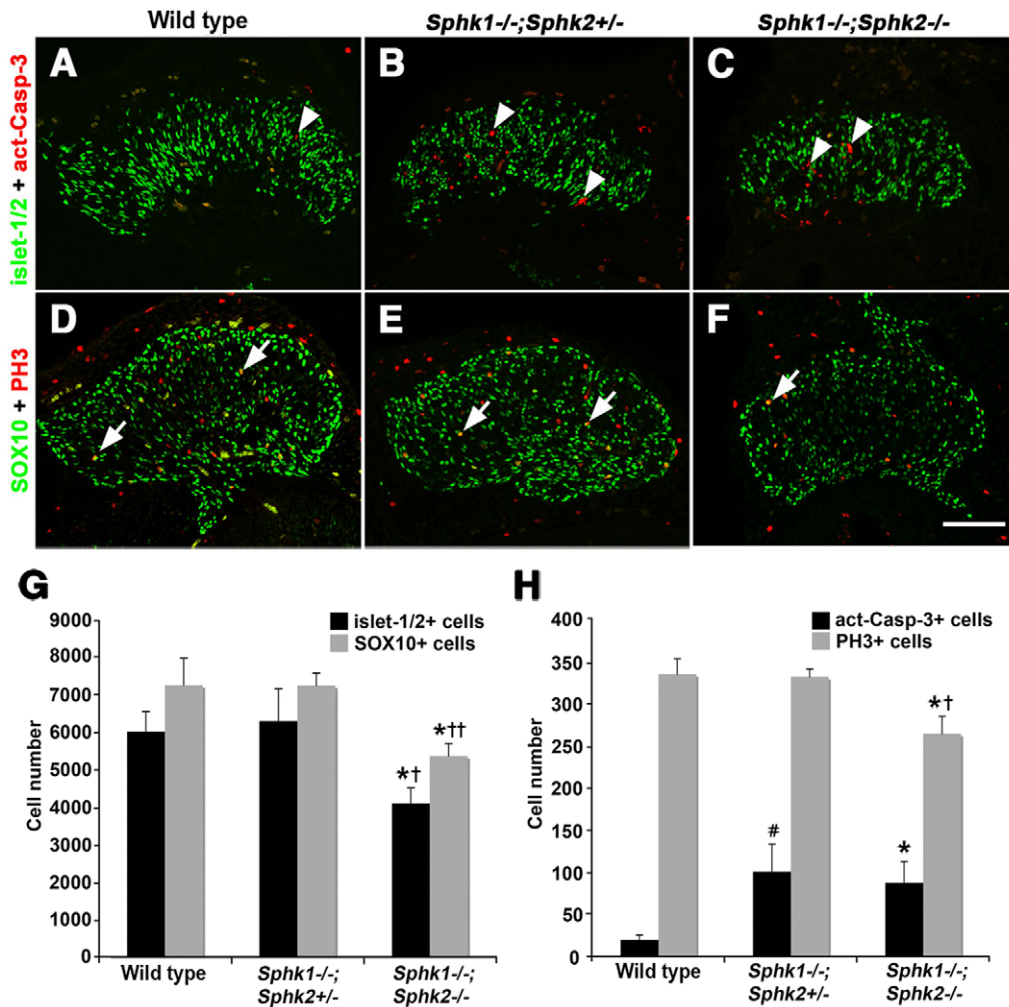 Wild type
Sphk1-/-;Sphk2+/-
Sphk1-/-;Sphk2-/-
islet-1/2 + act-Casp-3
A
B
C
SOX10 + PH3
D
E
F
G
Cell number
9000
8000
7000
6000
5000
4000
3000
2000
1000
0
islet-1/2+ cells
SOX10+ cells
*†
*††
Wild type
Sphk1-/-;
Sphk2+/-
Sphk1-/-;
Sphk2-/-
H
Cell number
400
350
300
250
200
150
100
50
0
act-Casp-3+ cells
PH3+ cells
#
*
*†
Wild type
Sphk1-/-;
Sphk2+/-
Sphk1-/-;
Sphk2-/-